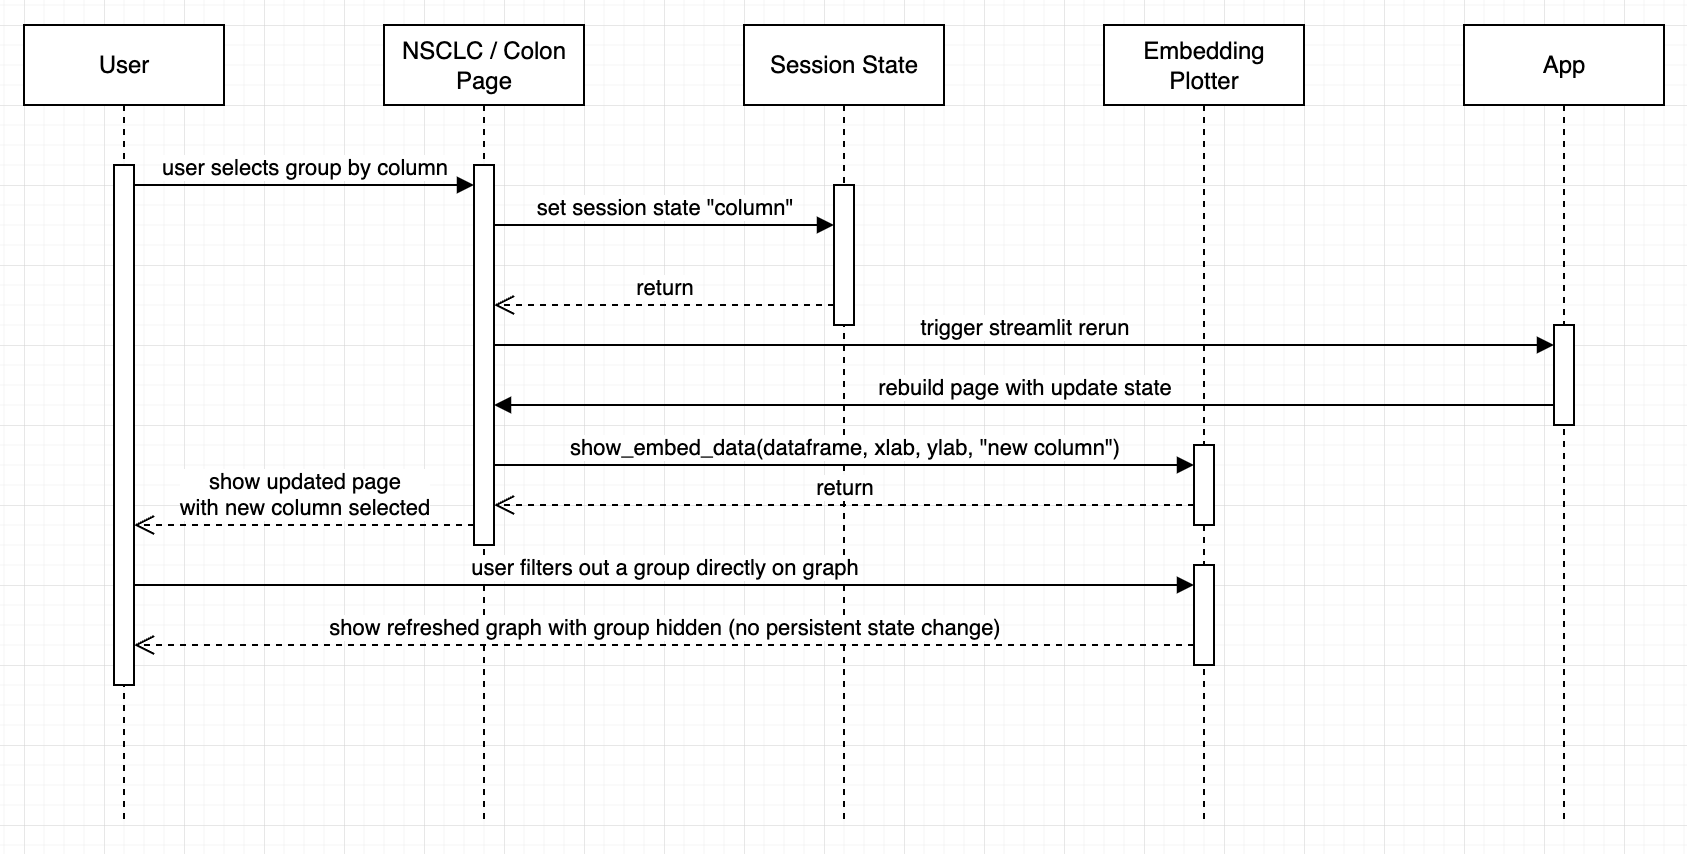 User
NSCLC / Colon
Page
Session State
Embedding
Plotter
App
user selects group by column
set session state "column"
return
trigger streamlit rerun
rebuild page with update state
show_embed_data(dataframe, xlab, ylab, "new column")
return
show updated page
with new column selected
user filters out a group directly on graph
show refreshed graph with group hidden (no persistent state change)